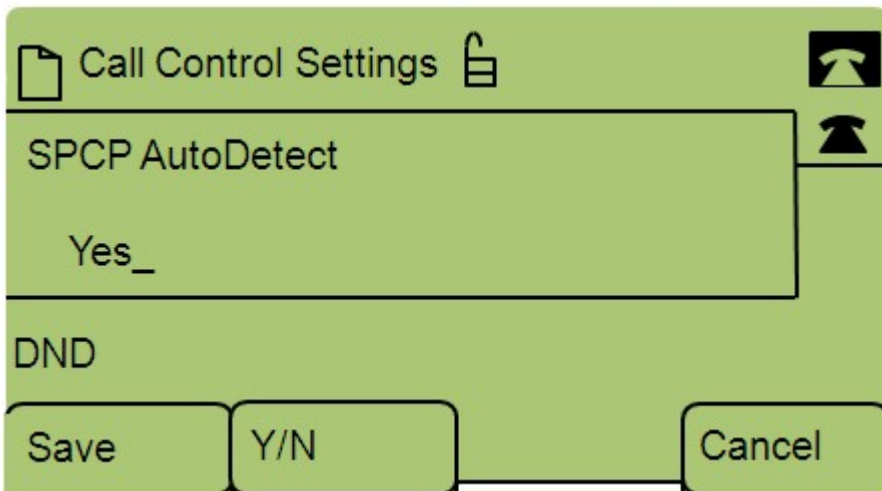 Call Control Settings
SPCP AutoDetect
Yes_
DND
Save Y/N Cancel